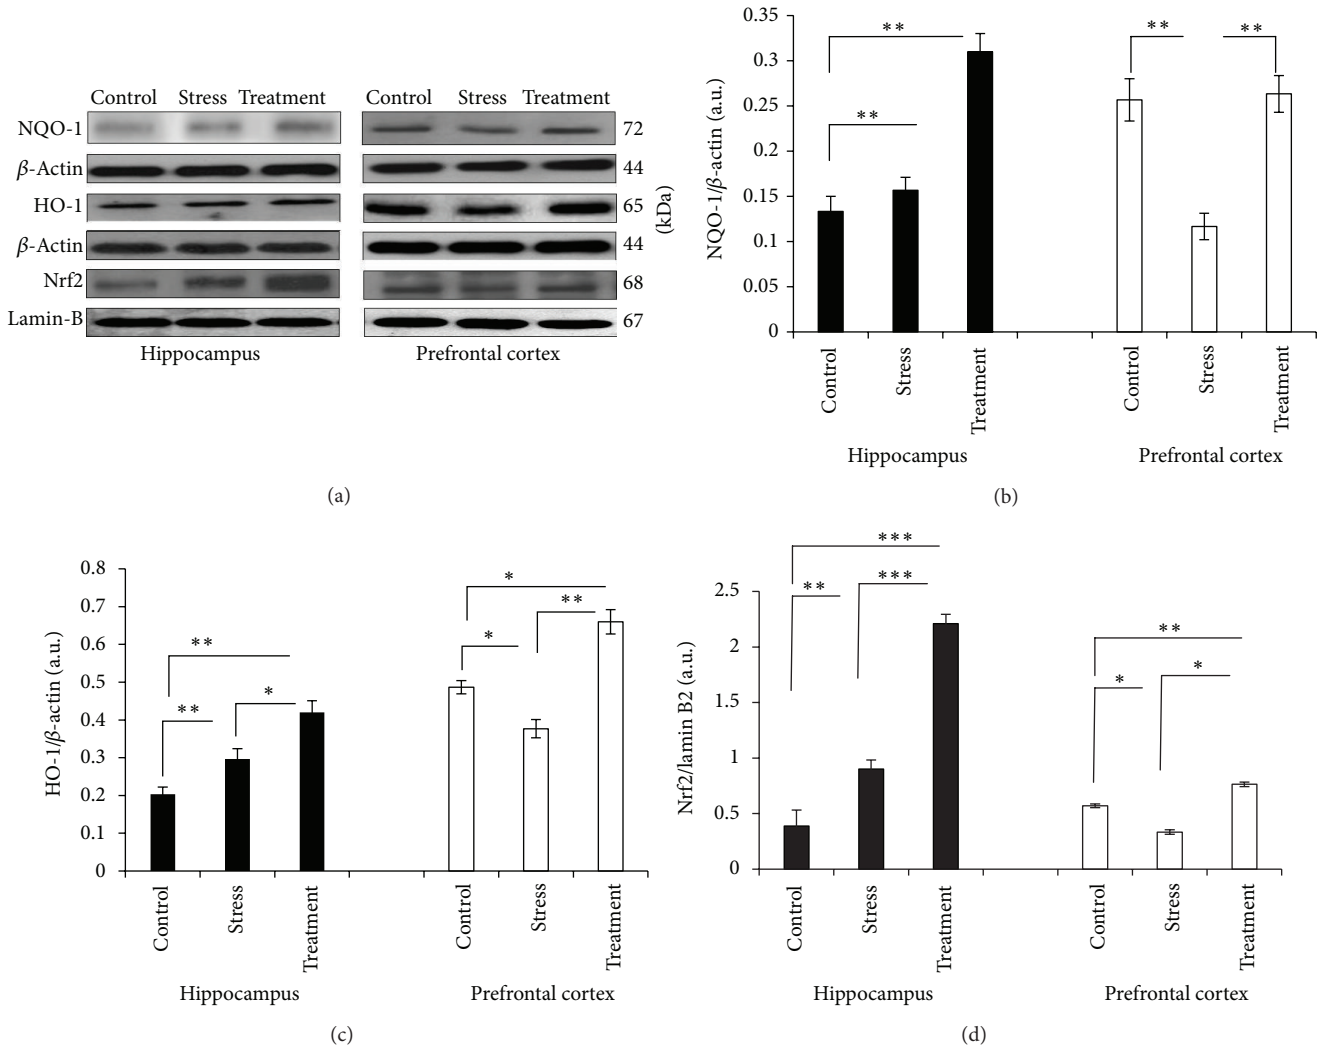 Control Stress Treatment
Control Stress Treatment
NQO-1
72
β-Actin
44
HO-1
65
β-Actin
44
Nrf2
68
Lamin-B
67
(kDa)
Hippocampus
Prefrontal cortex
(a)
0.35
0.3
0.25
0.2
0.15
0.1
0.05
0
NQO-1/β-actin (a.u.)
**
**
**
**
Control
Stress
Treatment
Control
Stress
Treatment
Hippocampus
Prefrontal cortex
(b)
0.8
0.7
0.6
0.5
0.4
0.3
0.2
0.1
0
HO-1/β-actin (a.u.)
**
**
*
*
*
**
Control
Stress
Treatment
Control
Stress
Treatment
Hippocampus
Prefrontal cortex
(c)
2.5
2
1.5
1
0.5
0
Nrf2/lamin B2 (a.u.)
***
**
***
**
*
*
Control
Stress
Treatment
Control
Stress
Treatment
Hippocampus
Prefrontal cortex
(d)